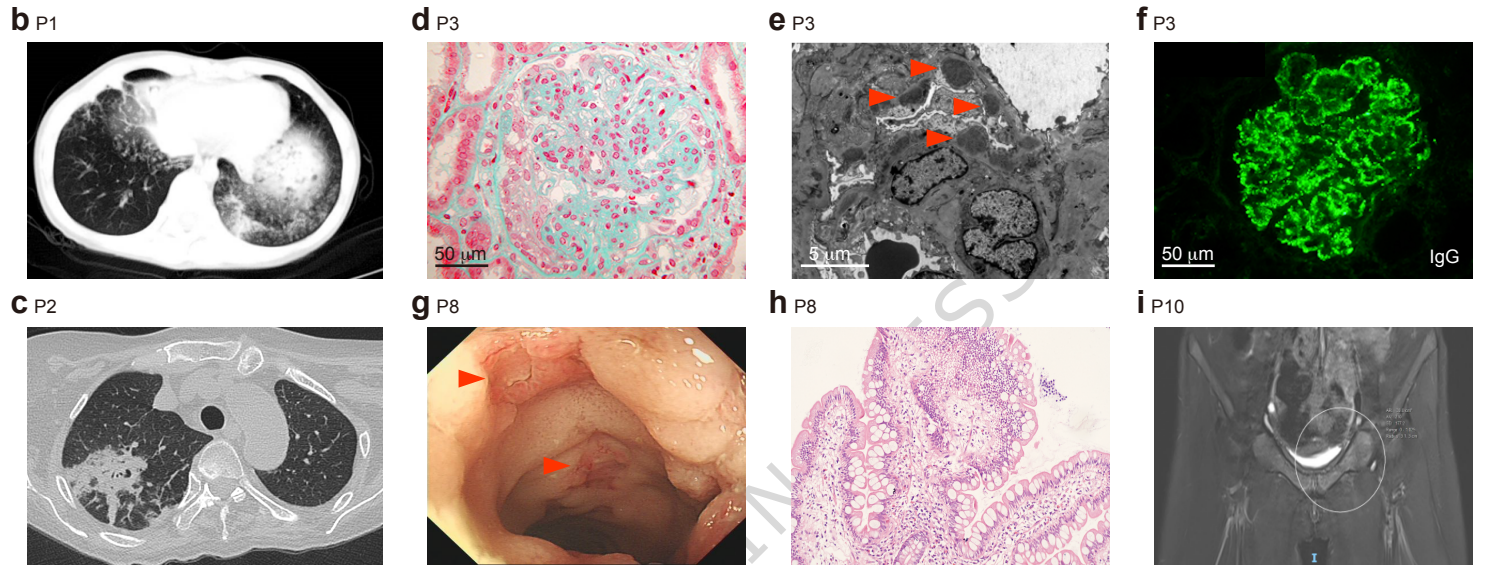 b P1
d P3
e P3
f P3
50 μm
5 μm
50 μm
IgG
c P2
g P8
h P8
i P10
I